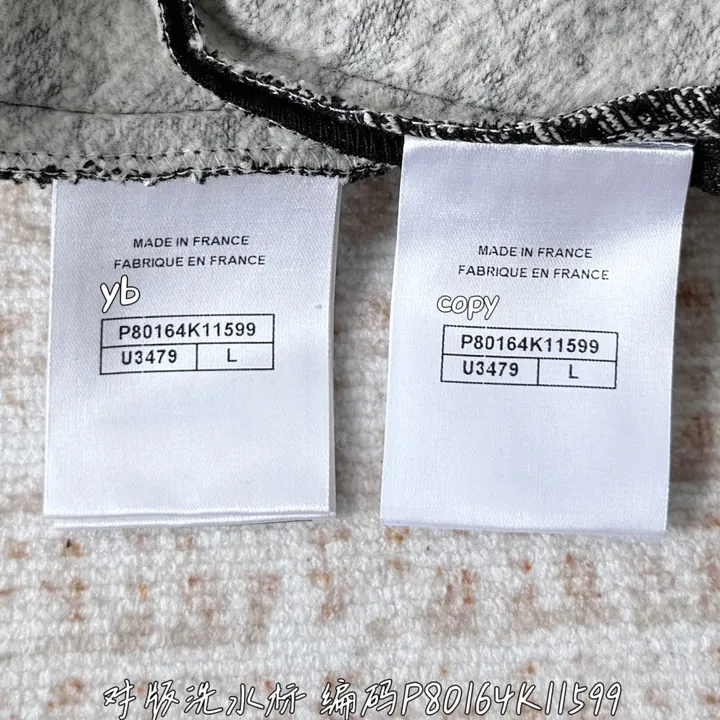 MADE IN FRANCE
FABRIQUE EN FRANCE
yb
P80164K11599
U3479 L
MADE IN FRANCE
FABRIQUE EN FRANCE
copy
P80164K11599
U3479 L
对版洗水标 编码P80164K11599